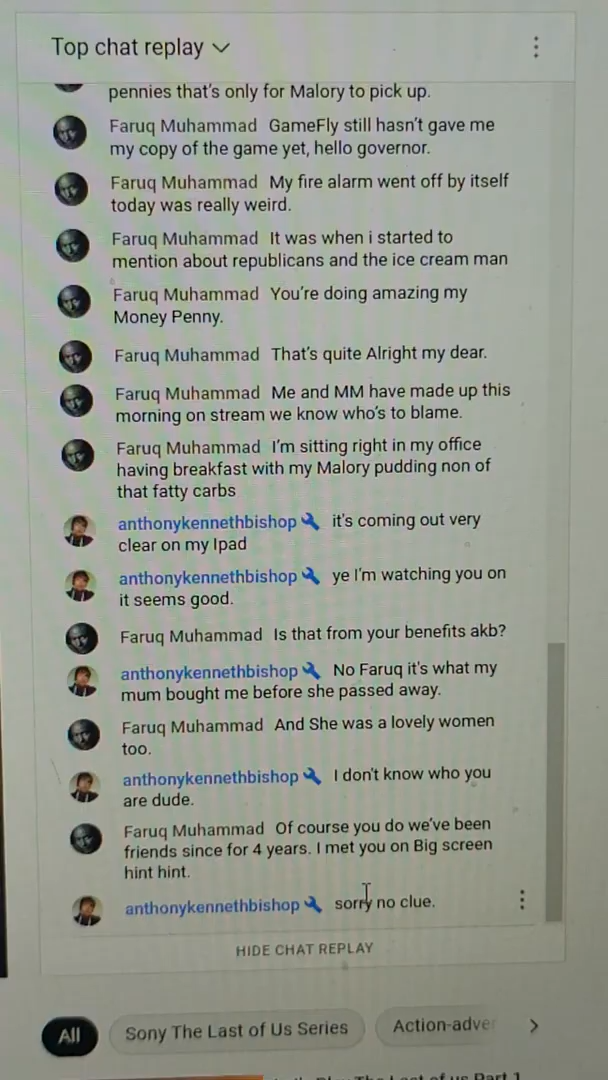 Top chat replay
pennies that's only for Malory to pick up.
Faruq Muhammad GameFly still hasn't gave me
my copy of the game yet, hello governor.
Faruq Muhammad My fire alarm went off by itself
today was really weird.
Faruq Muhammad It was when i started to
mention about republicans and the ice cream man
Faruq Muhammad You're doing amazing my
Money Penny.
Faruq Muhammad That's quite Alright my dear.
Faruq Muhammad Me and MM have made up this
morning on stream we know who's to blame.
Faruq Muhammad I'm sitting right in my office
having breakfast with my Malory pudding non of
that fatty carbs
anthonykennethbishop it's coming out very
clear on my Ipad
anthonykennethbishop ye I'm watching you on
it seems good.
Faruq Muhammad Is that from your benefits akb?
anthonykennethbishop No Faruq it's what my
mum bought me before she passed away.
Faruq Muhammad And She was a lovely women
too.
anthonykennethbishop I don't know who you
are dude.
Faruq Muhammad Of course you do we've been
friends since for 4 years. I met you on Big screen
hint hint.
anthonykennethbishop sorry no clue.
HIDE CHAT REPLAY
All Sony The Last of Us Series Action-adve
The Last of us Part 1